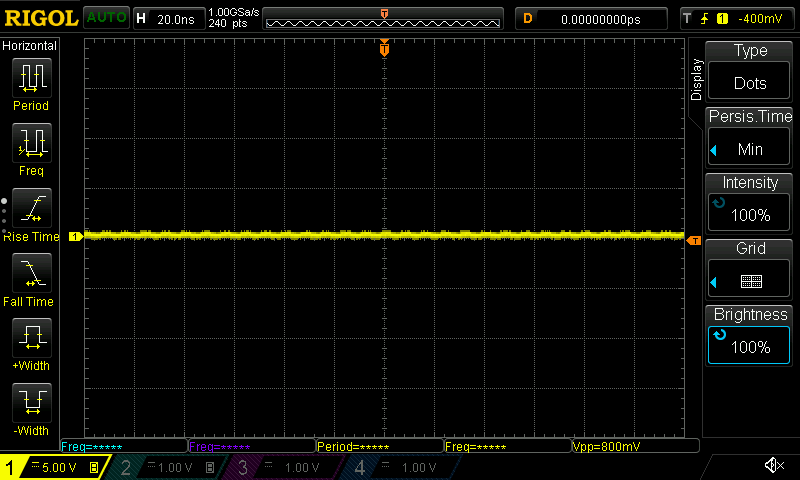 RIGOL AUTO H 20.0ns 1.00GSa/s 240 pts T D 0.00000000ps T 1 -400mV
Horizontal
Period
Freq
Rise Time
Fall Time
+Width
-Width
T
1
T
Display
Type
Dots
Persis.Time
Min
Intensity
100%
Grid
Brightness
100%
Freq=***** Freq=***** Period=***** Freq=***** Vpp=800mV
1 5.00 V B 2 1.00 V B 3 1.00 V 4 1.00 V